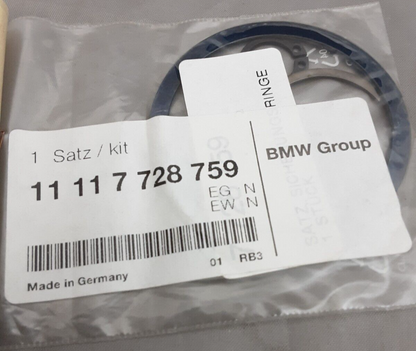 1 Satz / kit
11 11 7 728 759
EG N
EW N
BMW Group
01 RB3
Made in Germany
RINGE